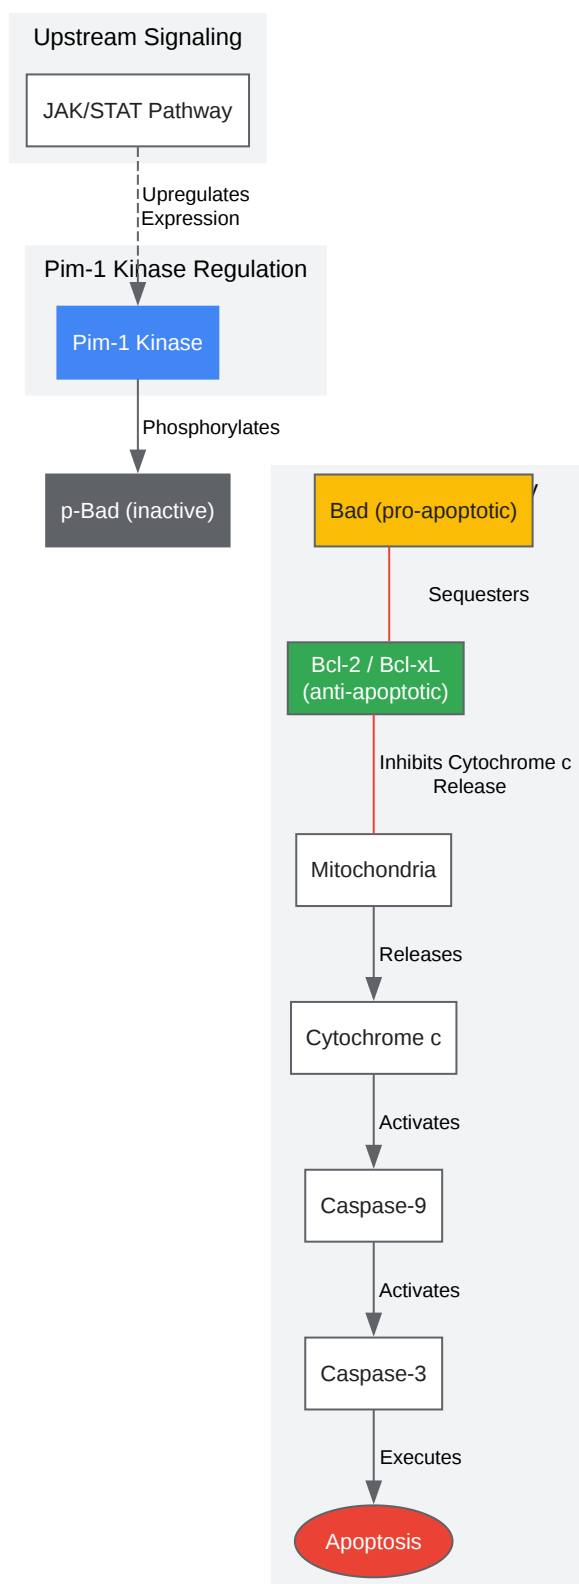 Upstream Signaling
JAK/STAT Pathway
Upregulates
Expression
Pim-1 Kinase Regulation
Pim-1 Kinase
Phosphorylates
p-Bad (inactive)
Bad (pro-apoptotic)
Sequesters
Bcl-2 / Bcl-xL
(anti-apoptotic)
Inhibits Cytochrome c
Release
Mitochondria
Releases
Cytochrome c
Activates
Caspase-9
Activates
Caspase-3
Executes
Apoptosis